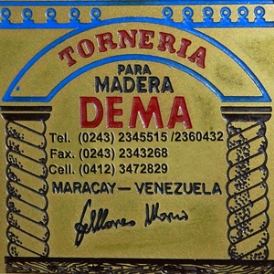 TORNERIA
PARA
MADERA
DEMA
Tel. (0243) 2345515 /2360432
Fax. (0243) 2343268
Cell. (0412) 3472829
MARACAY — VENEZUELA